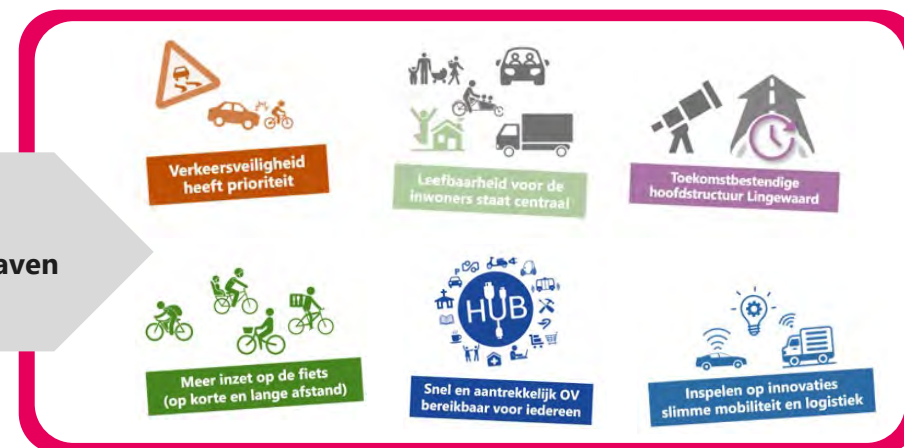 Verkeersveiligheid
heeft prioriteit
Leefbaarheid voor de
inwoners staat centraal
Toekomstbestendige
hoofdstructuur Lingewaard
aven
HUB
P
Meer inzet op de fiets
(op korte en lange afstand)
Snel en aantrekkelijk OV
bereikbaar voor iedereen
Inspelen op innovaties
slimme mobiliteit en logistiek